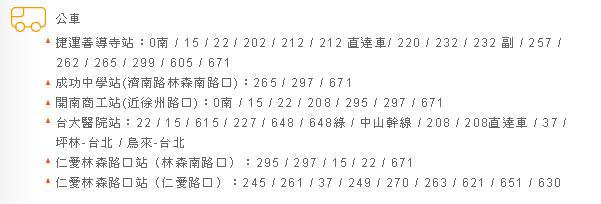 公車
捷運善導寺站：0南 / 15 / 22 / 202 / 212 / 212 直達車/ 220 / 232 / 232 副 / 257 /
262 / 265 / 299 / 605 / 671
成功中學站(濟南路林森南路口)：265 / 297 / 671
開南商工站(近徐州路口)：0南 / 15 / 22 / 208 / 295 / 297 / 671
台大醫院站：22 / 15 / 615 / 227 / 648 / 648綠 / 中山幹線 / 208 / 208直達車 / 37 /
坪林-台北 / 烏來-台北
仁愛林森路口站（林森南路口）：295 / 297 / 15 / 22 / 671
仁愛林森路口站（仁愛路口）：245 / 261 / 37 / 249 / 270 / 263 / 621 / 651 / 630